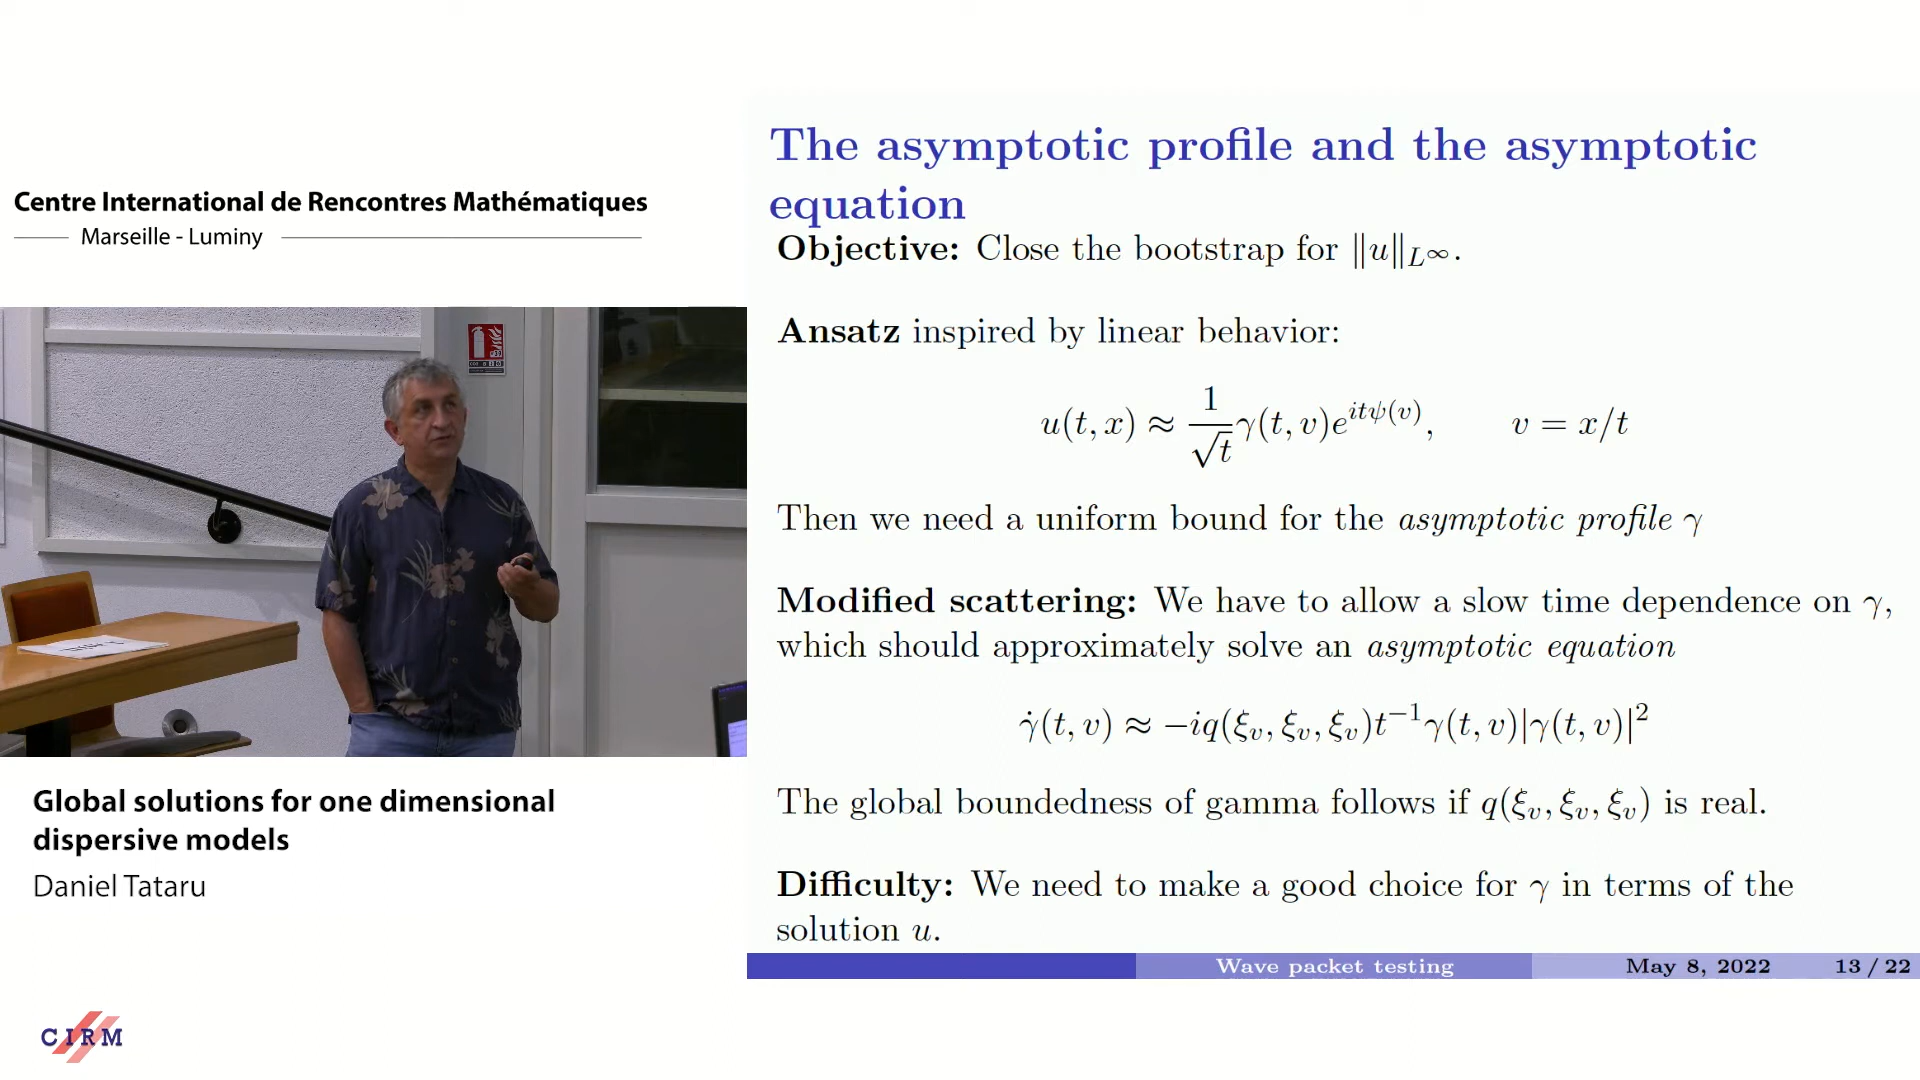 Centre International de Rencontres Mathématiques
Marseille - Luminy
Global solutions for one dimensional
dispersive models
Daniel Tataru
CIRM
The asymptotic profile and the asymptotic
equation
Objective: Close the bootstrap for ‖u‖_{L^∞}.
Ansatz inspired by linear behavior:
u(t, x) ≈ \frac{1}{\sqrt{t}} γ(t, v)e^{itψ(v)}, v = x/t
Then we need a uniform bound for the asymptotic profile γ
Modified scattering: We have to allow a slow time dependence on γ,
which should approximately solve an asymptotic equation
γ̇(t, v) ≈ −iq(ξ_v, ξ_v, ξ_v)t^{−1}γ(t, v)|γ(t, v)|^2
The global boundedness of gamma follows if q(ξ_v, ξ_v, ξ_v) is real.
Difficulty: We need to make a good choice for γ in terms of the
solution u.
Wave packet testing May 8, 2022 13 / 22